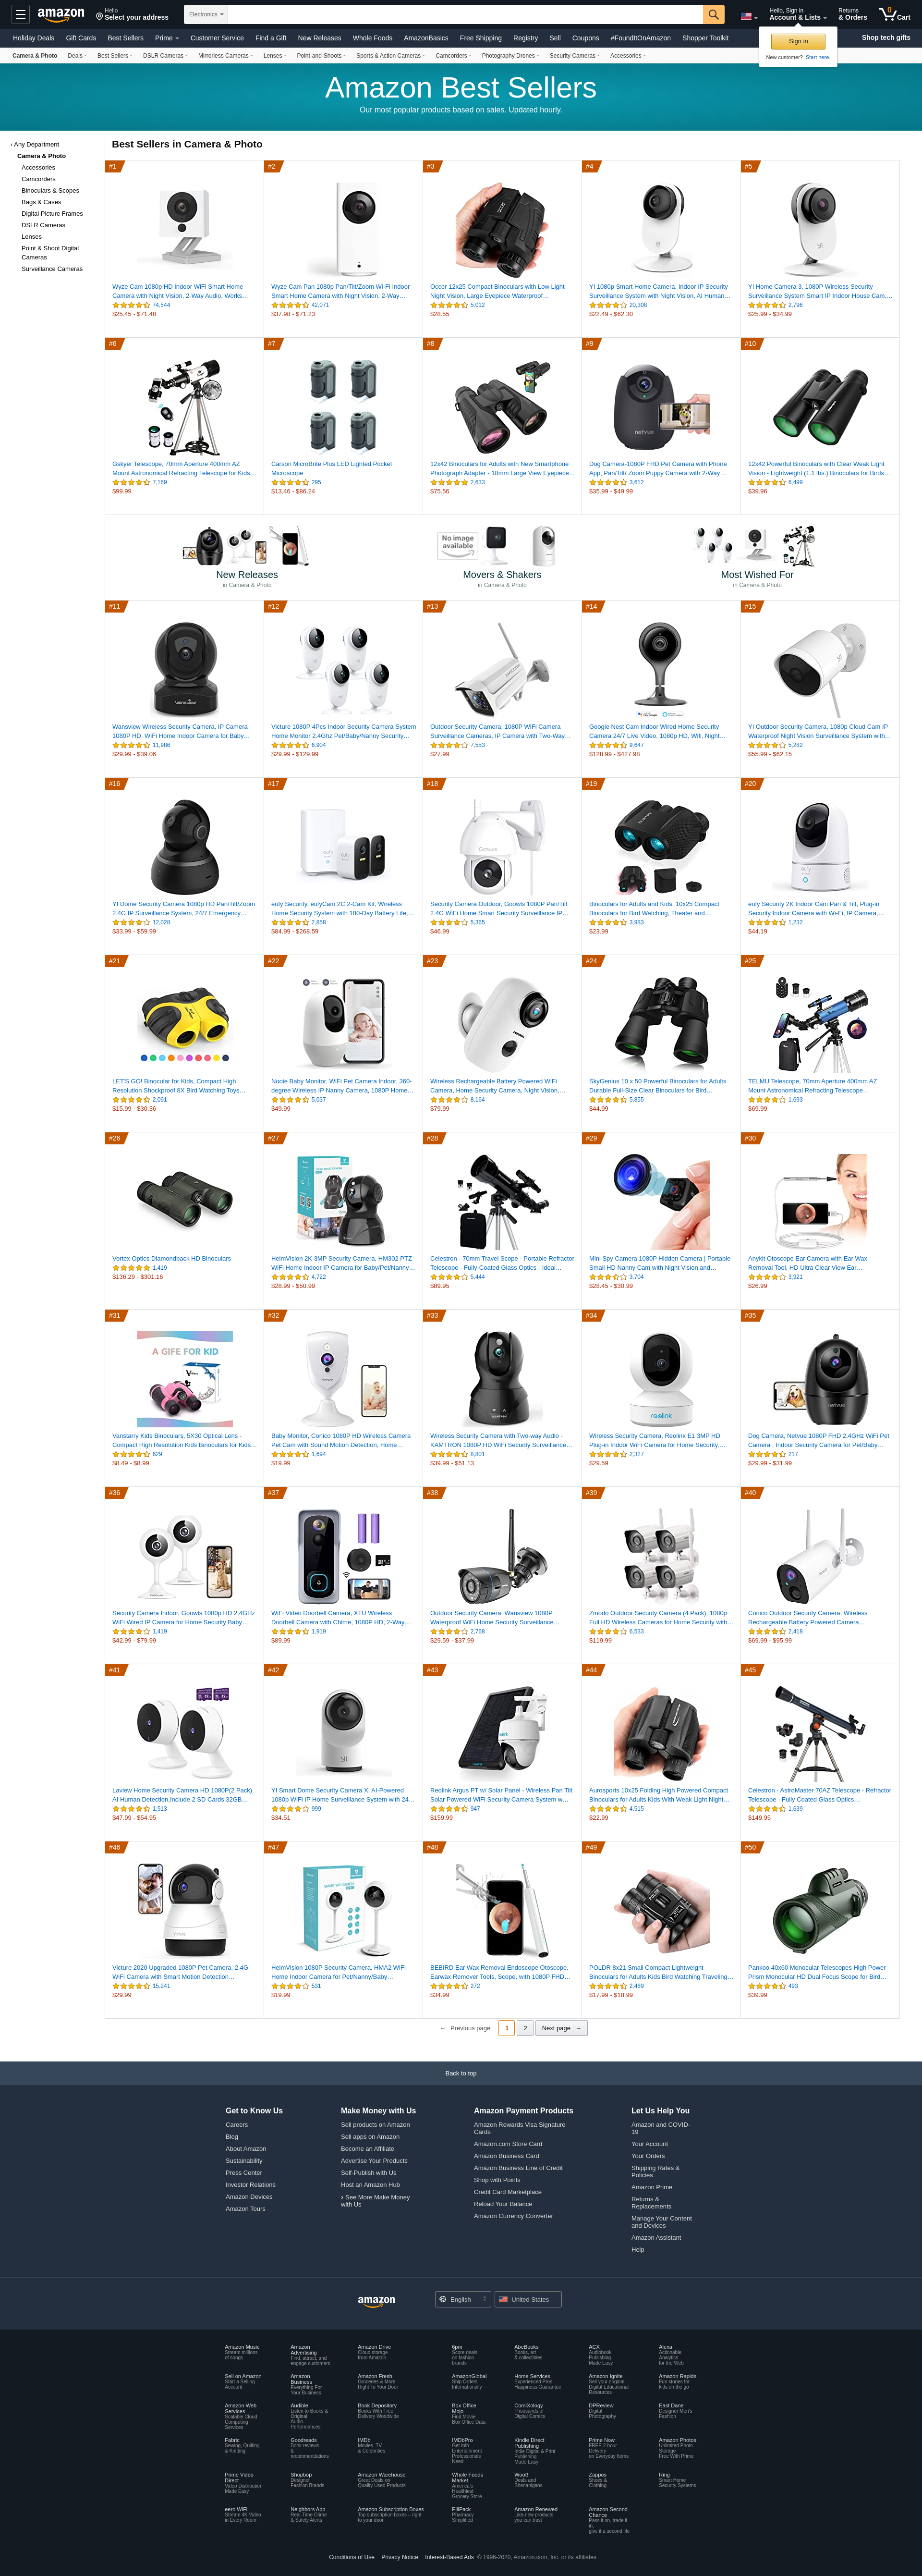 amazon
Hello
Select your address
Electronics
Hello, Sign in
Account & Lists
Returns
& Orders
0
Cart
Holiday Deals Gift Cards Best Sellers Prime Customer Service Find a Gift New Releases Whole Foods AmazonBasics Free Shipping Registry Sell Coupons #FoundItOnAmazon Shopper Toolkit
Shop tech gifts
Sign in
New customer? Start here.
Camera & Photo Deals Best Sellers DSLR Cameras Mirrorless Cameras Lenses Point-and-Shoots Sports & Action Cameras Camcorders Photography Drones Security Cameras Accessories
Amazon Best Sellers
Our most popular products based on sales. Updated hourly.
‹ Any Department
Camera & Photo
Accessories
Camcorders
Binoculars & Scopes
Bags & Cases
Digital Picture Frames
DSLR Cameras
Lenses
Point & Shoot Digital
Cameras
Surveillance Cameras
Best Sellers in Camera & Photo
#1
Wyze Cam 1080p HD Indoor WiFi Smart Home
Camera with Night Vision, 2-Way Audio, Works…
74,544
$25.45 - $71.48
#2
Wyze Cam Pan 1080p Pan/Tilt/Zoom Wi-Fi Indoor
Smart Home Camera with Night Vision, 2-Way…
42,071
$37.98 - $71.23
#3
Occer 12x25 Compact Binoculars with Low Light
Night Vision, Large Eyepiece Waterproof…
5,012
$28.55
#4
YI 1080p Smart Home Camera, Indoor IP Security
Surveillance System with Night Vision, AI Human…
20,308
$22.49 - $62.30
#5
YI Home Camera 3, 1080P Wireless Security
Surveillance System Smart IP Indoor House Cam,…
2,796
$25.99 - $34.99
#6
Gskyer Telescope, 70mm Aperture 400mm AZ
Mount Astronomical Refracting Telescope for Kids…
7,169
$99.99
#7
Carson MicroBrite Plus LED Lighted Pocket
Microscope
295
$13.46 - $86.24
#8
12x42 Binoculars for Adults with New Smartphone
Photograph Adapter - 18mm Large View Eyepiece…
2,633
$75.56
#9
netvue
Dog Camera-1080P FHD Pet Camera with Phone
App, Pan/Tilt/ Zoom Puppy Camera with 2-Way…
3,612
$35.99 - $49.99
#10
12x42 Powerful Binoculars with Clear Weak Light
Vision - Lightweight (1.1 lbs.) Binoculars for Birds…
6,499
$39.96
New Releases
in Camera & Photo
No image
available
Movers & Shakers
in Camera & Photo
Most Wished For
in Camera & Photo
#11
Wansview Wireless Security Camera, IP Camera
1080P HD, WiFi Home Indoor Camera for Baby…
11,986
$29.99 - $39.06
#12
Victure 1080P 4Pcs Indoor Security Camera System
Home Monitor 2.4Ghz Pet/Baby/Nanny Security…
6,904
$29.99 - $129.99
#13
Outdoor Security Camera, 1080P WiFi Camera
Surveillance Cameras, IP Camera with Two-Way…
7,553
$27.99
#14
Google Nest Cam Indoor Wired Home Security
Camera 24/7 Live Video, 1080p HD, Wifi, Night…
9,647
$128.99 - $427.98
#15
YI Outdoor Security Camera, 1080p Cloud Cam IP
Waterproof Night Vision Surveillance System with…
5,282
$55.99 - $62.15
#16
YI Dome Security Camera 1080p HD Pan/Tilt/Zoom
2.4G IP Surveillance System, 24/7 Emergency…
12,028
$33.99 - $59.99
#17
eufy Security, eufyCam 2C 2-Cam Kit, Wireless
Home Security System with 180-Day Battery Life,…
2,858
$84.99 - $268.59
#18
Security Camera Outdoor, Goowls 1080P Pan/Tilt
2.4G WiFi Home Smart Security Surveillance IP…
5,365
$46.99
#19
Binoculars for Adults and Kids, 10x25 Compact
Binoculars for Bird Watching, Theater and…
3,983
$23.99
#20
eufy Security 2K Indoor Cam Pan & Tilt, Plug-in
Security Indoor Camera with Wi-Fi, IP Camera,…
1,232
$44.19
#21
LET'S GO! Binocular for Kids, Compact High
Resolution Shockproof 8X Bird Watching Toys…
2,091
$15.99 - $30.36
#22
Nooie Baby Monitor, WiFi Pet Camera Indoor, 360-
degree Wireless IP Nanny Camera, 1080P Home…
5,037
$49.99
#23
Wireless Rechargeable Battery Powered WiFi
Camera, Home Security Camera, Night Vision,…
8,164
$79.99
#24
SkyGenius 10 x 50 Powerful Binoculars for Adults
Durable Full-Size Clear Binoculars for Bird…
5,855
$44.99
#25
TELMU Telescope, 70mm Aperture 400mm AZ
Mount Astronomical Refracting Telescope…
1,693
$69.99
#26
Vortex Optics Diamondback HD Binoculars
1,419
$136.29 - $301.16
#27
HeimVision 2K 3MP Security Camera, HM302 PTZ
WiFi Home Indoor IP Camera for Baby/Pet/Nanny…
4,722
$28.99 - $50.99
#28
Celestron - 70mm Travel Scope - Portable Refractor
Telescope - Fully-Coated Glass Optics - Ideal…
5,444
$89.95
#29
Mini Spy Camera 1080P Hidden Camera | Portable
Small HD Nanny Cam with Night Vision and…
3,704
$28.45 - $30.99
#30
Anykit Otoscope Ear Camera with Ear Wax
Removal Tool, HD Ultra Clear View Ear…
3,921
$26.99
#31
A GIFE FOR KID
Vanstarry Kids Binoculars, 5X30 Optical Lens -
Compact High Resolution Kids Binoculars for Kids…
629
$8.49 - $8.99
#32
Baby Monitor, Conico 1080P HD Wireless Camera
Pet Cam with Sound Motion Detection, Home…
1,694
$19.99
#33
Wireless Security Camera with Two-way Audio -
KAMTRON 1080P HD WiFi Security Surveillance…
8,801
$39.99 - $51.13
#34
reolink
Wireless Security Camera, Reolink E1 3MP HD
Plug-in Indoor WiFi Camera for Home Security,…
2,327
$29.59
#35
Dog Camera, Netvue 1080P FHD 2.4GHz WiFi Pet
Camera , Indoor Security Camera for Pet/Baby…
217
$29.99 - $31.99
#36
Security Camera Indoor, Goowls 1080p HD 2.4GHz
WiFi Wired IP Camera for Home Security Baby…
1,419
$42.99 - $79.99
#37
WiFi Video Doorbell Camera, XTU Wireless
Doorbell Camera with Chime, 1080P HD, 2-Way…
1,919
$89.99
#38
Outdoor Security Camera, Wansview 1080P
Waterproof WiFi Home Security Surveillance…
2,768
$29.59 - $37.99
#39
Zmodo Outdoor Security Camera (4 Pack), 1080p
Full HD Wireless Cameras for Home Security with…
6,533
$119.99
#40
Conico Outdoor Security Camera, Wireless
Rechargeable Battery Powered Camera…
2,418
$69.99 - $95.99
#41
Laview Home Security Camera HD 1080P(2 Pack)
AI Human Detection,Include 2 SD Cards,32GB…
1,513
$47.99 - $54.95
#42
YI Smart Dome Security Camera X, AI-Powered
1080p WiFi IP Home Surveillance System with 24…
999
$34.51
#43
Reolink Argus PT w/ Solar Panel - Wireless Pan Tilt
Solar Powered WiFi Security Camera System w…
947
$159.99
#44
Aurosports 10x25 Folding High Powered Compact
Binoculars for Adults Kids With Weak Light Night…
4,515
$22.99
#45
Celestron - AstroMaster 70AZ Telescope - Refractor
Telescope - Fully Coated Glass Optics…
1,639
$149.95
#46
Victure 2020 Upgraded 1080P Pet Camera, 2.4G
WiFi Camera with Smart Motion Detection…
15,241
$29.99
#47
HeimVision 1080P Security Camera, HMA2 WiFi
Home Indoor Camera for Pet/Nanny/Baby…
531
$19.99
#48
BEBIRD Ear Wax Removal Endoscope Otoscope,
Earwax Remover Tools, Scope, with 1080P FHD…
272
$34.99
#49
POLDR 8x21 Small Compact Lightweight
Binoculars for Adults Kids Bird Watching Traveling…
2,469
$17.99 - $18.99
#50
Pankoo 40x60 Monocular Telescopes High Power
Prism Monocular HD Dual Focus Scope for Bird…
493
$39.99
← Previous page 1 2 Next page →
Back to top
Get to Know Us
Careers
Blog
About Amazon
Sustainability
Press Center
Investor Relations
Amazon Devices
Amazon Tours
Make Money with Us
Sell products on Amazon
Sell apps on Amazon
Become an Affiliate
Advertise Your Products
Self-Publish with Us
Host an Amazon Hub
› See More Make Money
with Us
Amazon Payment Products
Amazon Rewards Visa Signature
Cards
Amazon.com Store Card
Amazon Business Card
Amazon Business Line of Credit
Shop with Points
Credit Card Marketplace
Reload Your Balance
Amazon Currency Converter
Let Us Help You
Amazon and COVID-
19
Your Account
Your Orders
Shipping Rates &
Policies
Amazon Prime
Returns &
Replacements
Manage Your Content
and Devices
Amazon Assistant
Help
amazon
English
United States
Amazon Music
Stream millions
of songs
Amazon
Advertising
Find, attract, and
engage customers
Amazon Drive
Cloud storage
from Amazon
6pm
Score deals
on fashion
brands
AbeBooks
Books, art
& collectibles
ACX
Audiobook
Publishing
Made Easy
Alexa
Actionable
Analytics
for the Web
Sell on Amazon
Start a Selling
Account
Amazon
Business
Everything For
Your Business
Amazon Fresh
Groceries & More
Right To Your Door
AmazonGlobal
Ship Orders
Internationally
Home Services
Experienced Pros
Happiness Guarantee
Amazon Ignite
Sell your original
Digital Educational
Resources
Amazon Rapids
Fun stories for
kids on the go
Amazon Web
Services
Scalable Cloud
Computing
Services
Audible
Listen to Books &
Original
Audio
Performances
Book Depository
Books With Free
Delivery Worldwide
Box Office
Mojo
Find Movie
Box Office Data
ComiXology
Thousands of
Digital Comics
DPReview
Digital
Photography
East Dane
Designer Men's
Fashion
Fabric
Sewing, Quilting
& Knitting
Goodreads
Book reviews
&
recommendations
IMDb
Movies, TV
& Celebrities
IMDbPro
Get Info
Entertainment
Professionals
Need
Kindle Direct
Publishing
Indie Digital & Print
Publishing
Made Easy
Prime Now
FREE 2-hour
Delivery
on Everyday Items
Amazon Photos
Unlimited Photo
Storage
Free With Prime
Prime Video
Direct
Video Distribution
Made Easy
Shopbop
Designer
Fashion Brands
Amazon Warehouse
Great Deals on
Quality Used Products
Whole Foods
Market
America's
Healthiest
Grocery Store
Woot!
Deals and
Shenanigans
Zappos
Shoes &
Clothing
Ring
Smart Home
Security Systems
eero WiFi
Stream 4K Video
in Every Room
Neighbors App
Real-Time Crime
& Safety Alerts
Amazon Subscription Boxes
Top subscription boxes – right
to your door
PillPack
Pharmacy
Simplified
Amazon Renewed
Like-new products
you can trust
Amazon Second
Chance
Pass it on, trade it
in,
give it a second life
Conditions of Use Privacy Notice Interest-Based Ads © 1996-2020, Amazon.com, Inc. or its affiliates